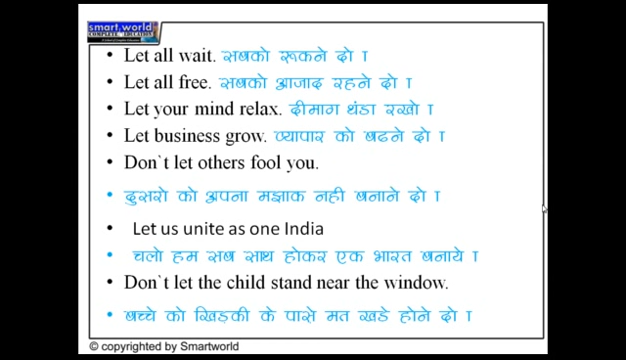 smart.world
COMPLETE EDUCATION
• Let all wait. सबको रूकने दो ।
• Let all free. सबको आजाद रहने दो ।
• Let your mind relax. दीमाग थंडा रखो ।
• Let business grow. व्यापार को बढने दो ।
• Don`t let others fool you.
• दुसरो को अपना मज़ाक नही बनाने दो ।
• Let us unite as one India
• चलो हम सब साथ होकर एक भारत बनाये ।
• Don`t let the child stand near the window.
• बच्चे को खिड़की के पासे मत खडे होने दो ।
© copyrighted by Smartworld